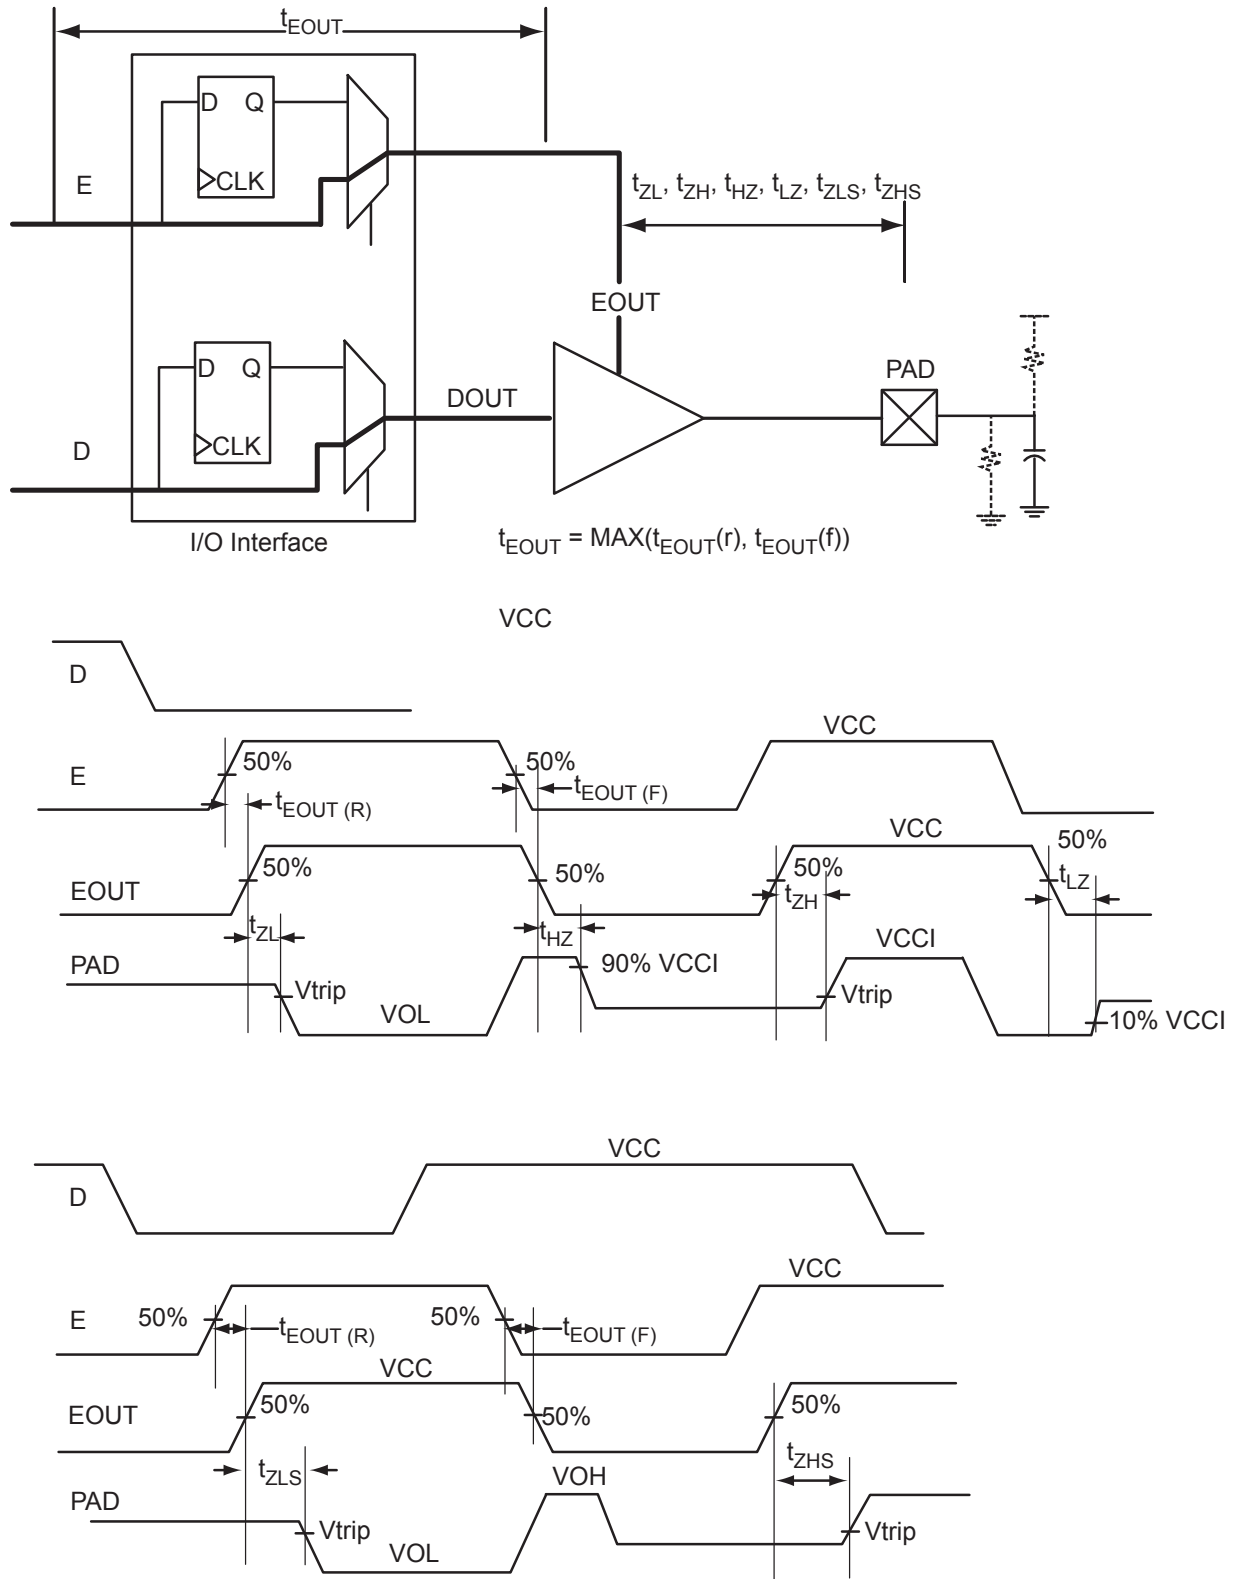 tEOUT
D Q
CLK
E
tZL, tZH, tHZ, tLZ, tZLS, tZHS
EOUT
D Q
CLK
D
DOUT
PAD
I/O Interface
tEOUT = MAX(tEOUT(r), tEOUT(f))
VCC
D
VCC
E
50%
50%
tEOUT (R)
tEOUT (F)
VCC
50%
EOUT
50%
50%
50%
tZL
tHZ
tZH
tLZ
PAD
Vtrip
VOL
90% VCCI
Vtrip
VCCI
10% VCCI
VCC
D
VCC
E
50%
tEOUT (R)
50%
tEOUT (F)
VCC
EOUT
50%
50%
50%
tZLS
tZHS
PAD
Vtrip
VOL
VOH
Vtrip